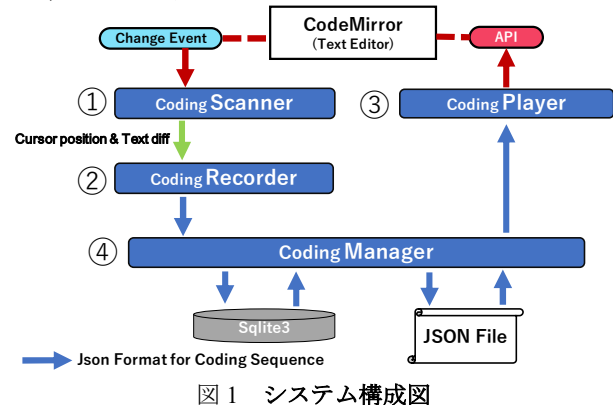 Change Event
CodeMirror
(Text Editor)
API
① Coding Scanner
③ Coding Player
Cursor position & Text diff
② Coding Recorder
④ Coding Manager
Sqlite3
JSON File
Json Format for Coding Sequence
図 1 システム構成図